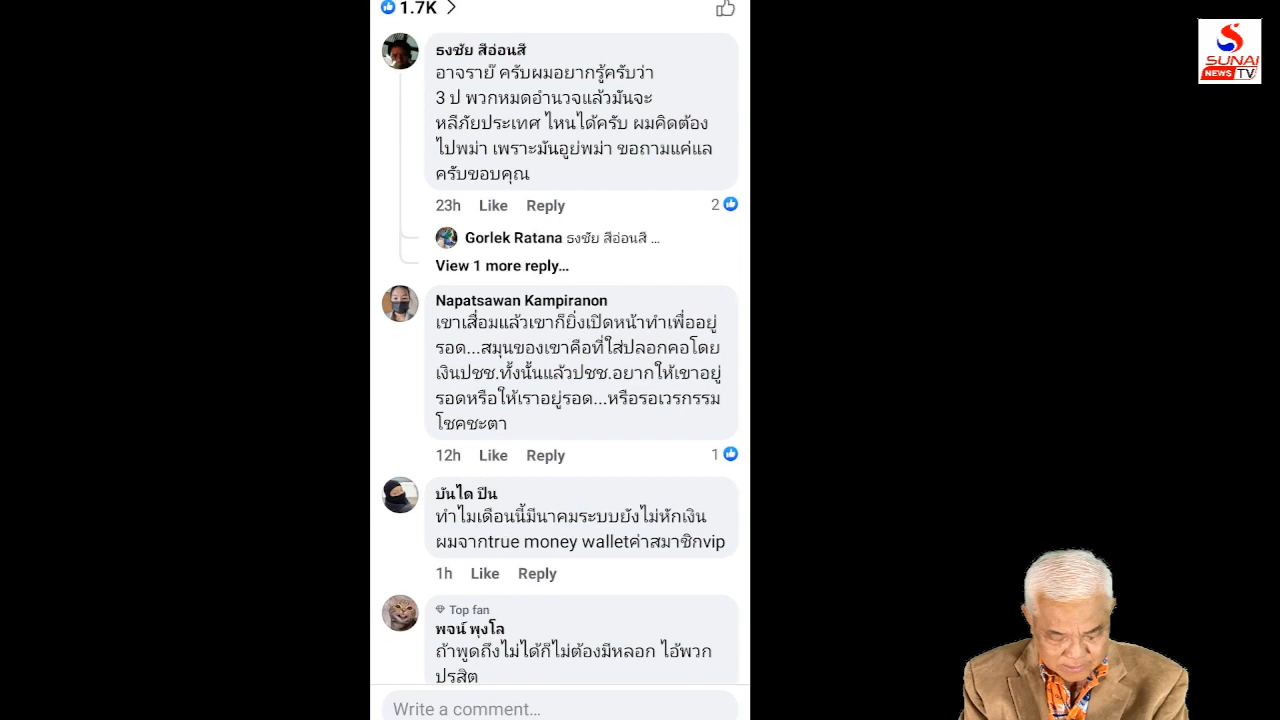 1.7K
SUNAI
NEWS TV
ธงชัย สีอ่อนสี
อาจราย์ ครับผมอยากรู้ครับว่า
3 ป พวกหมดอำนวจแล้วมันจะ
หลีภัยประเทศ ไหนได้ครับ ผมคิดต้อง
ไปพม่า เพราะมันอูย่พม่า ขอถามแค่แล
ครับขอบคุณ
23h Like Reply 2
Gorlek Ratana ธงชัย สีอ่อนสี ...
View 1 more reply...
Napatsawan Kampiranon
เขาเสื่อมแล้วเขาก็ยิ่งเปิดหน้าทำเพื่ออยู่
รอด...สมุนของเขาคือที่ใส่ปลอกคอโดย
เงินปชช.ทั้งนั้นแล้วปชช.อยากให้เขาอยู่
รอดหรือให้เราอยู่รอด...หรือรอเวรกรรม
โชคชะตา
12h Like Reply 1
บันได ปีน
ทำไมเดือนนี้มีนาคมระบบยังไม่หักเงิน
ผมจากtrue money walletค่าสมาชิกvip
1h Like Reply
Top fan
พจน์ พุงโล
ถ้าพูดถึงไม่ได้ก็ไม่ต้องมีหลอก ไอ้พวก
ปรสิต
Write a comment...